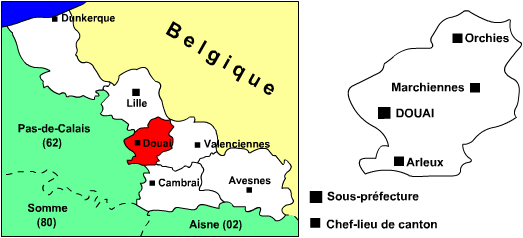 Dunkerque
Belgique
Lille
Pas-de-Calais
(62)
Douai
Valenciennes
Cambrai
Avesnes
Somme
(80)
Aisne (02)
Orchies
Marchiennes
DOUAI
Arleux
Sous-préfecture
Chef-lieu de canton